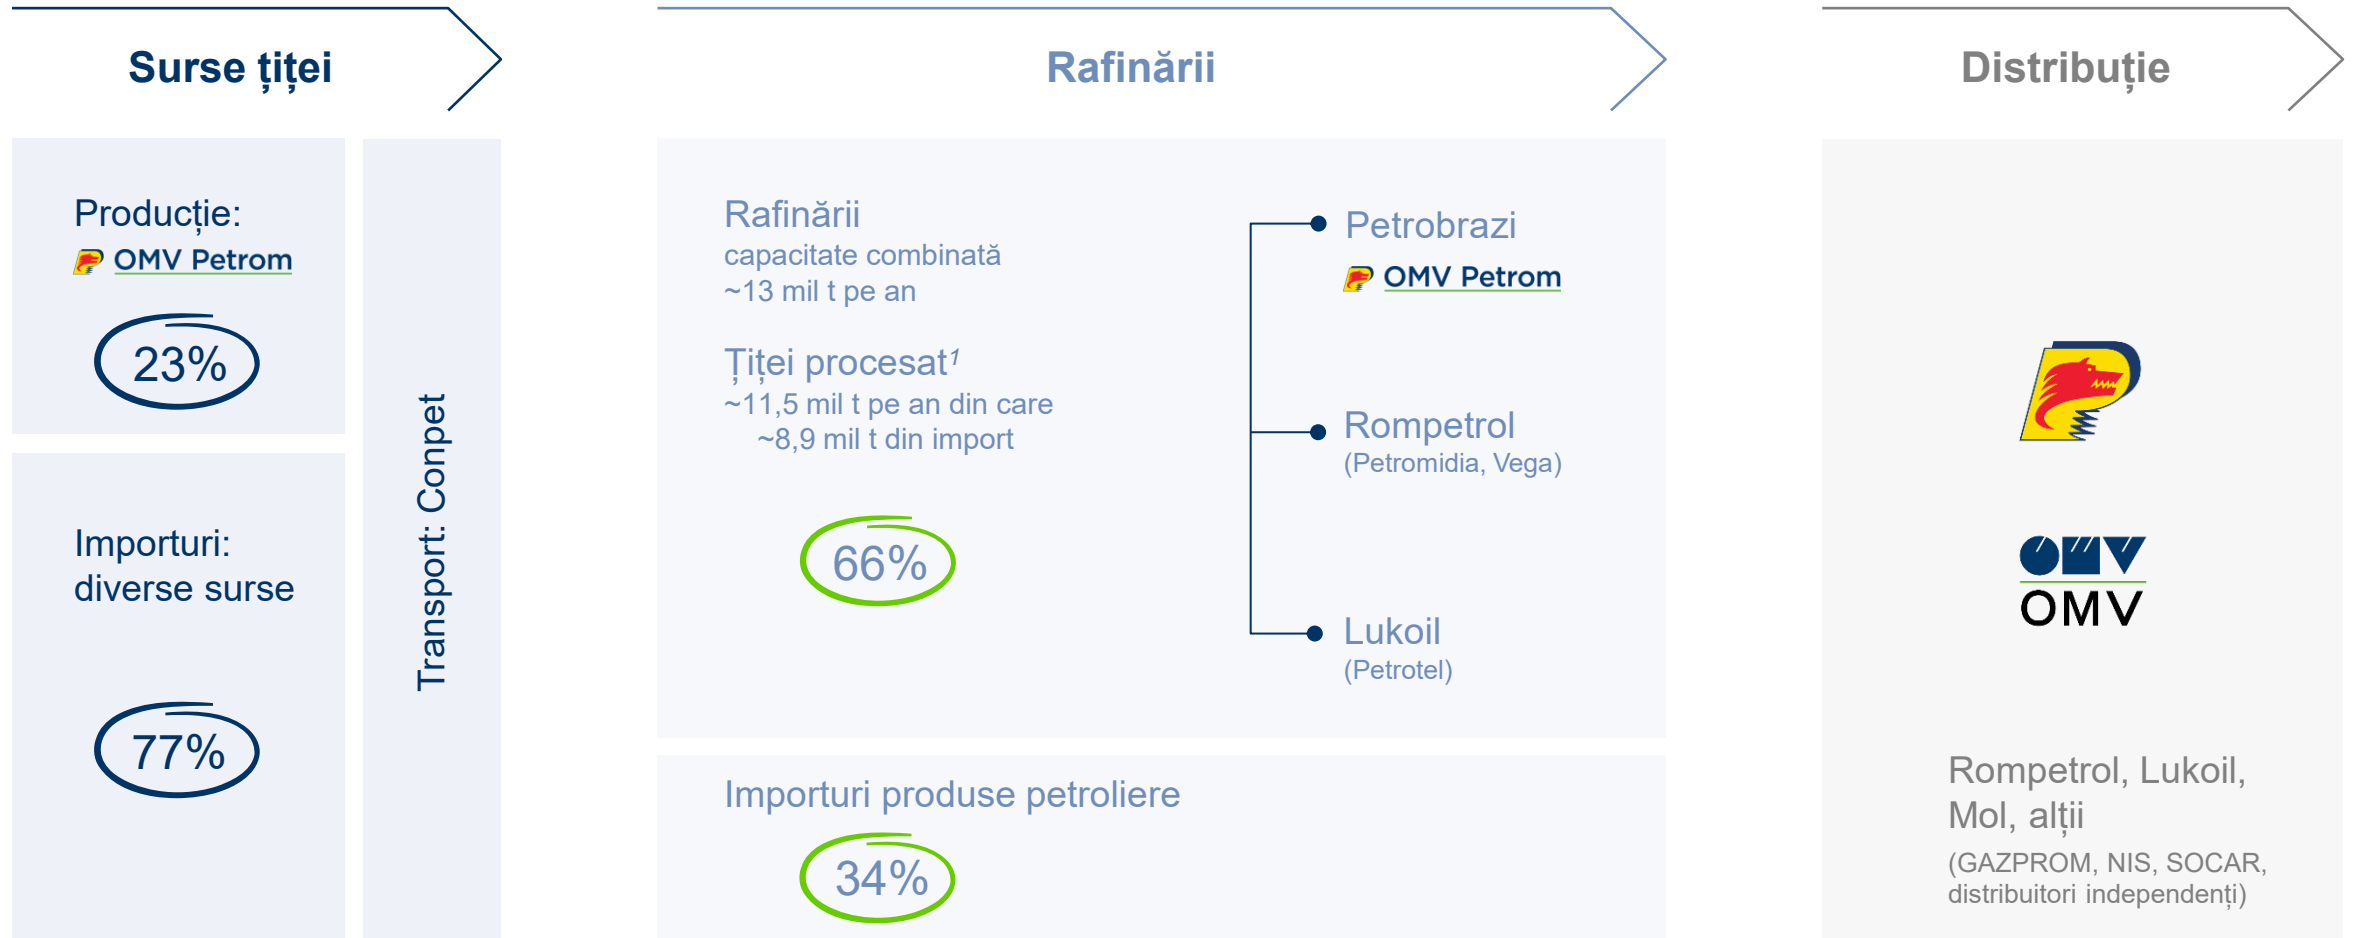 Surse țiței
Producție:
OMV Petrom
23%
Importuri:
diverse surse
77%
Transport: Conpet
Rafinării
Rafinării
capacitate combinată
~13 mil t pe an
Țiței procesat¹
~11,5 mil t pe an din care
~8,9 mil t din import
66%
Petrobrazi
OMV Petrom
Rompetrol
(Petromidia, Vega)
Lukoil
(Petrotel)
Importuri produse petroliere
34%
Distribuție
OMV
OMV
Rompetrol, Lukoil,
Mol, alții
(GAZPROM, NIS, SOCAR,
distribuitori independenți)